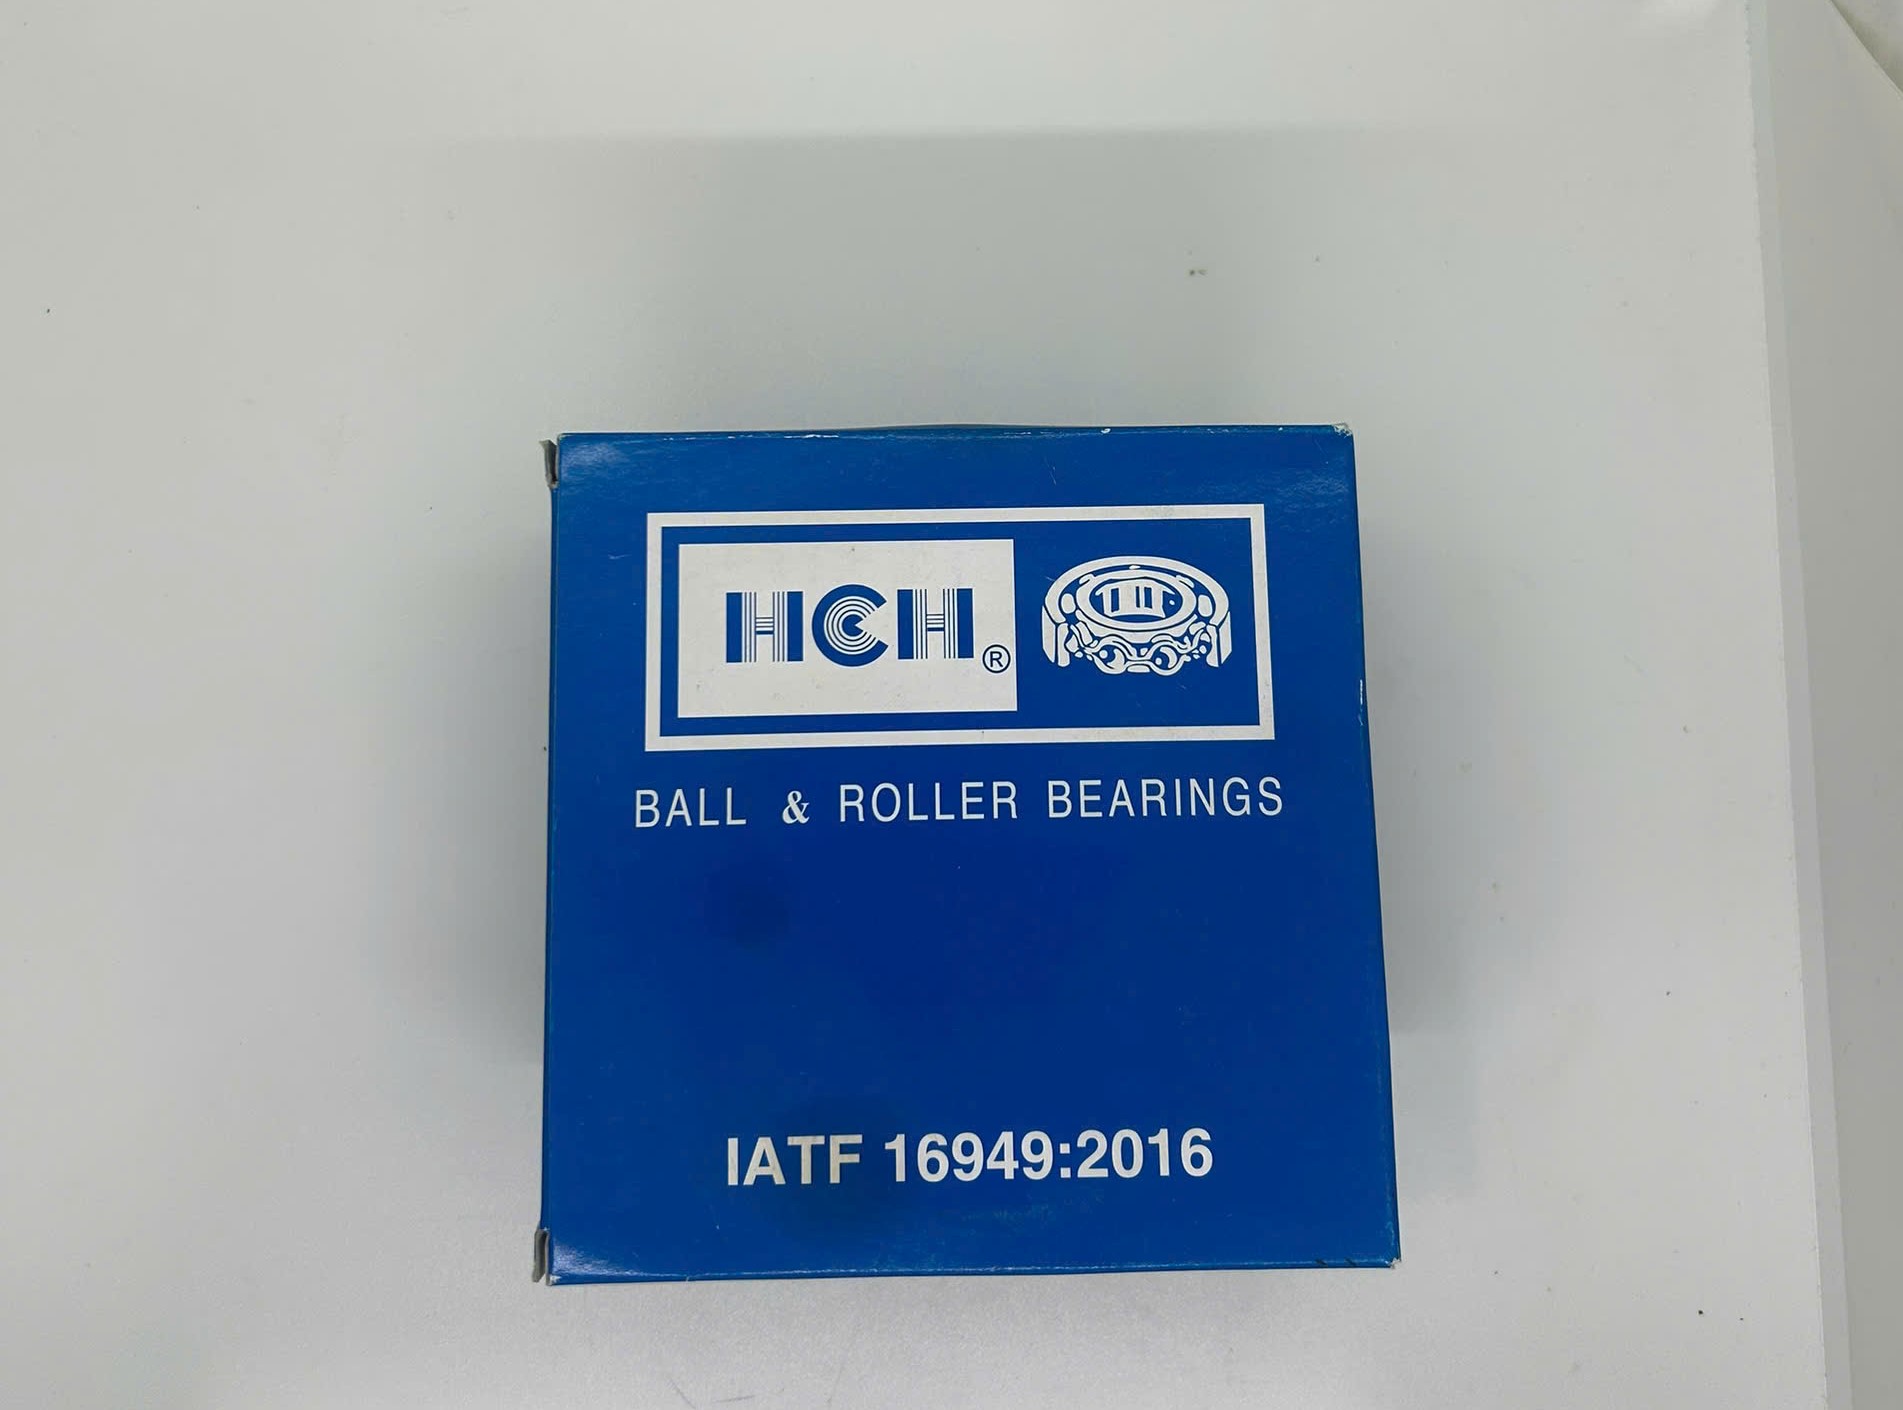 HCH®
BALL & ROLLER BEARINGS
IATF 16949:2016